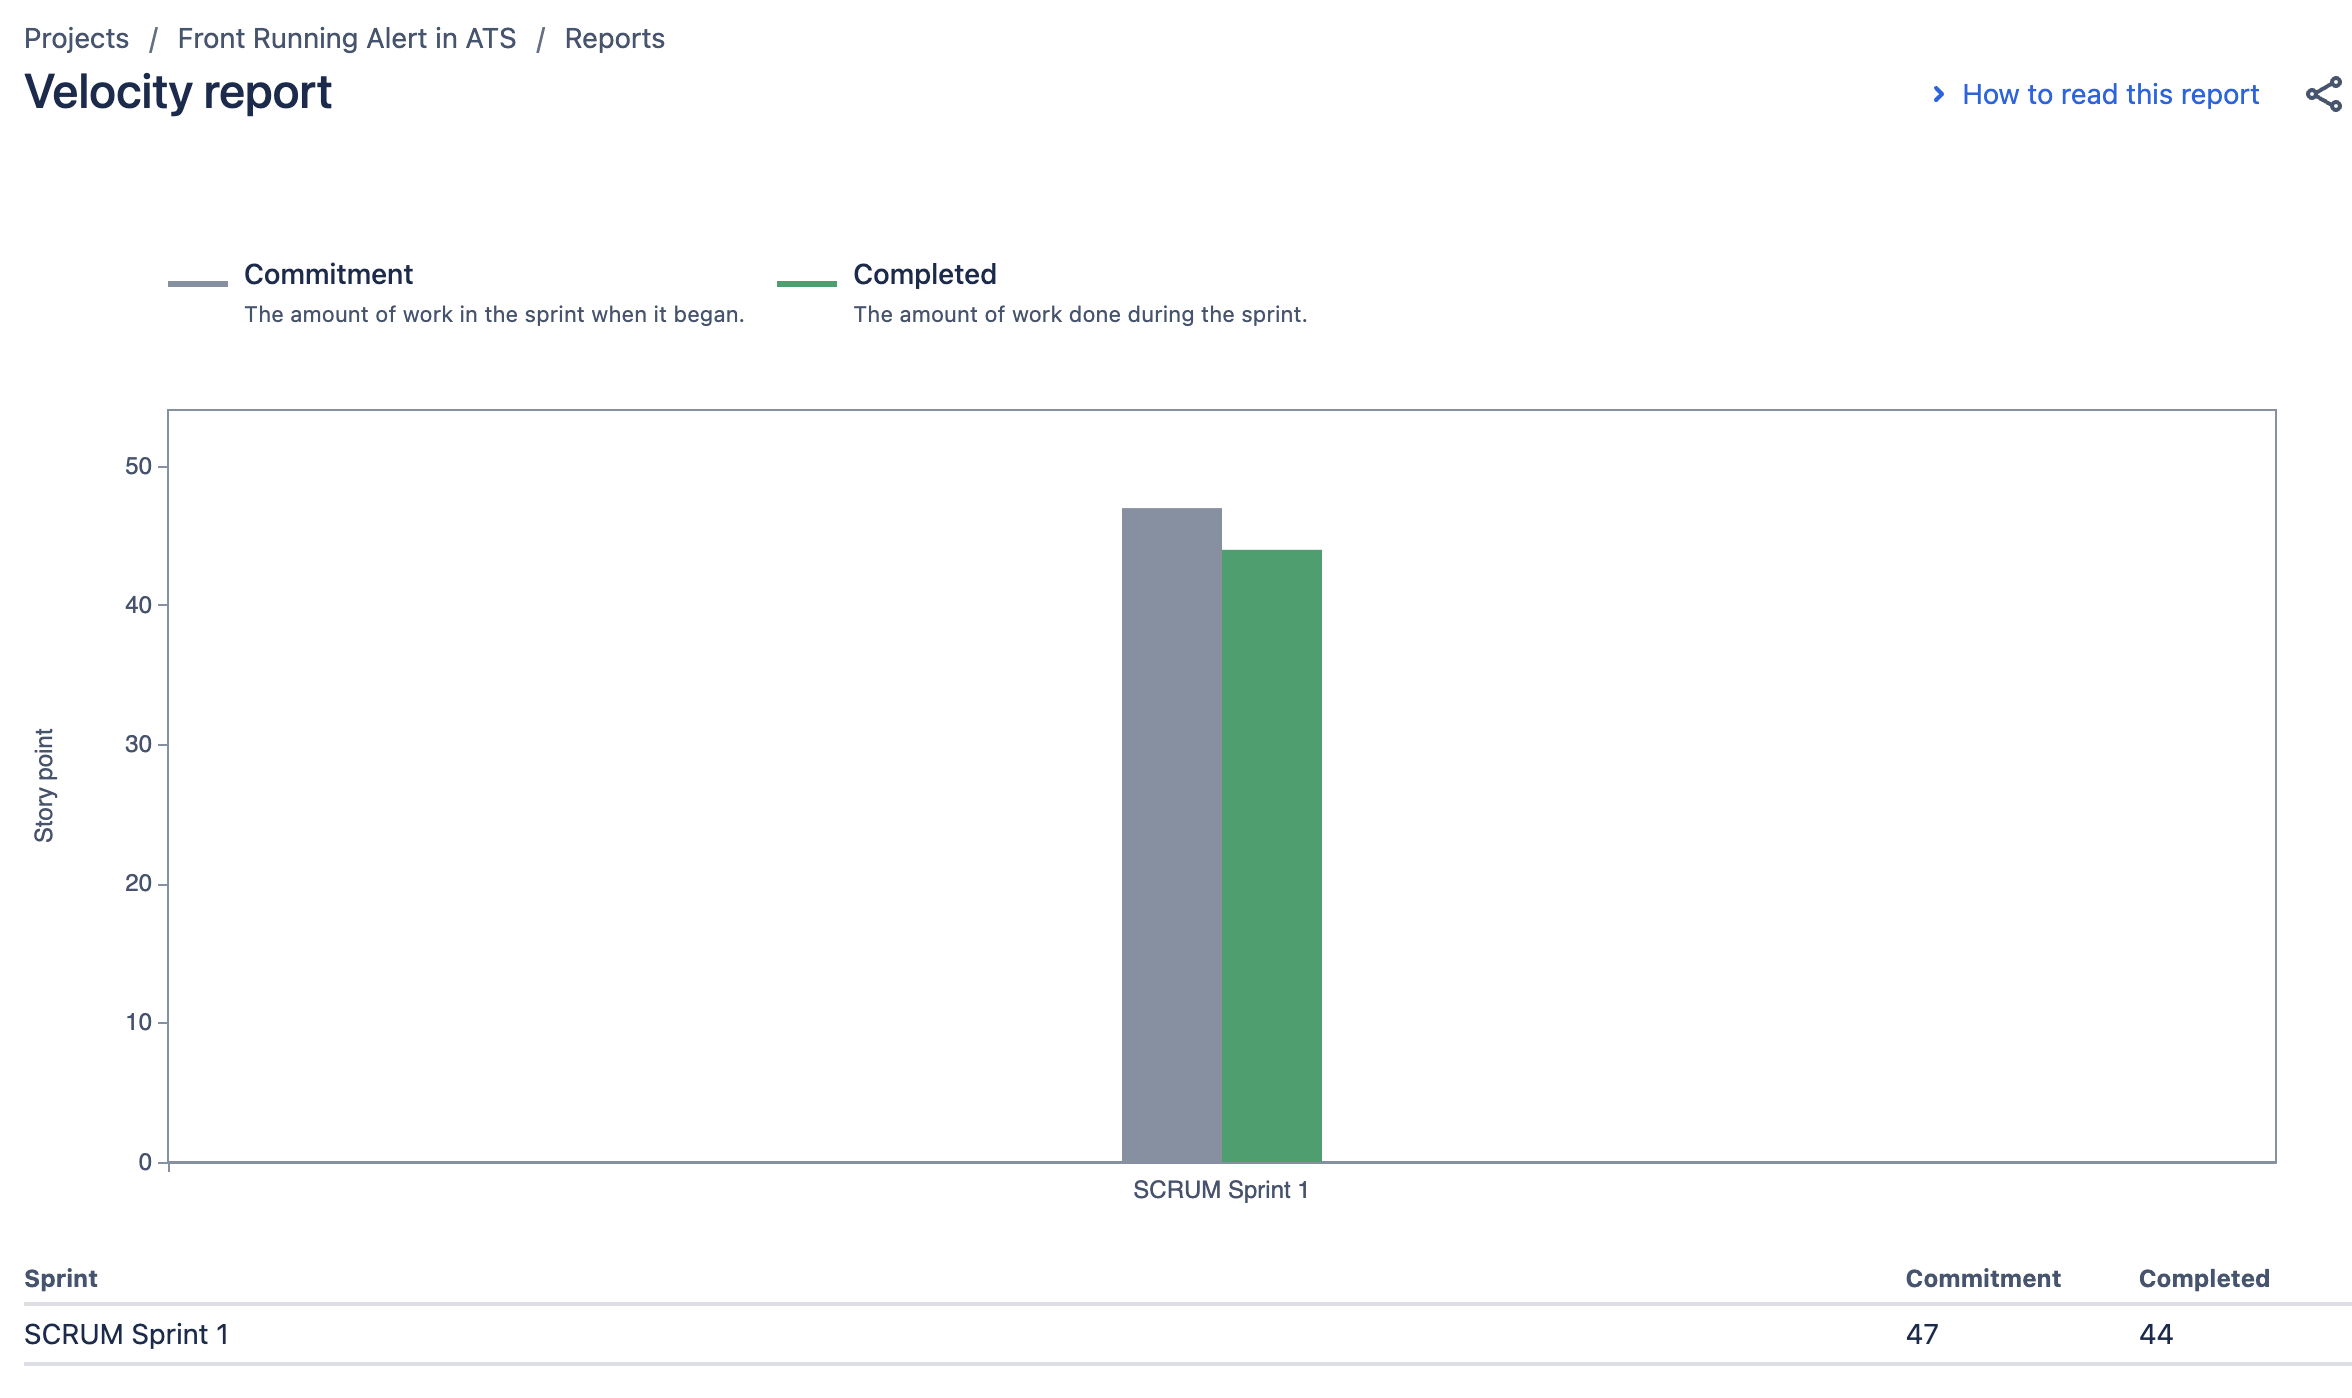 Projects / Front Running Alert in ATS / Reports
Velocity report
How to read this report
Commitment
The amount of work in the sprint when it began.
Completed
The amount of work done during the sprint.
50
40
30
20
10
0
Story point
SCRUM Sprint 1
Sprint Commitment Completed
SCRUM Sprint 1 47 44